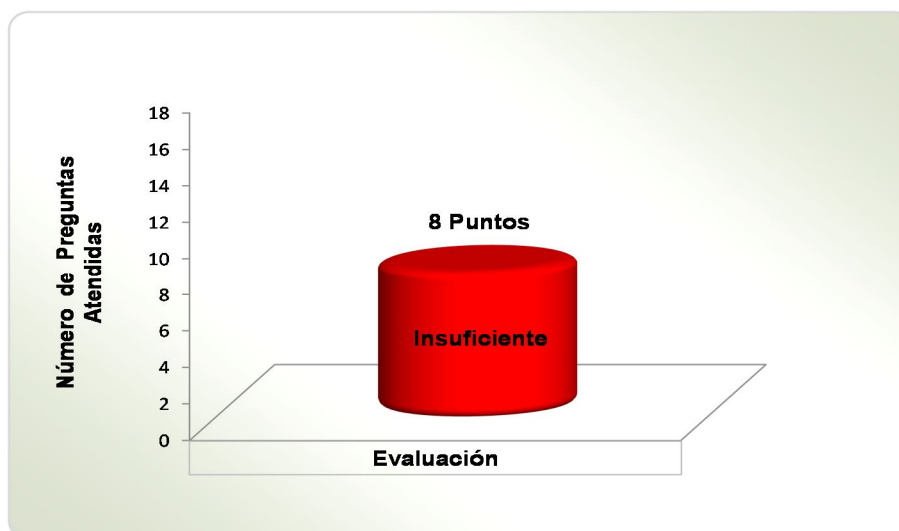 Número de Preguntas
Atendidas
18
16
14
12
10
8
6
4
2
0
8 Puntos
Insuficiente
Evaluación